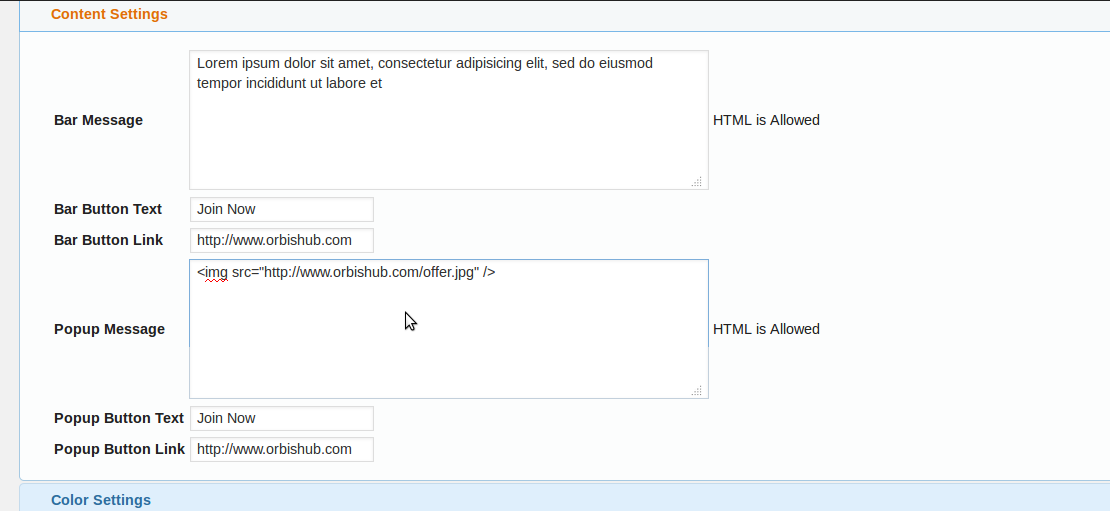 Content Settings
Lorem ipsum dolor sit amet, consectetur adipisicing elit, sed do eiusmod
tempor incididunt ut labore et
Bar Message
HTML is Allowed
Bar Button Text
Join Now
Bar Button Link
http://www.orbishub.com
<img src="http://www.orbishub.com/offer.jpg" />
Popup Message
HTML is Allowed
Popup Button Text
Join Now
Popup Button Link
http://www.orbishub.com
Color Settings